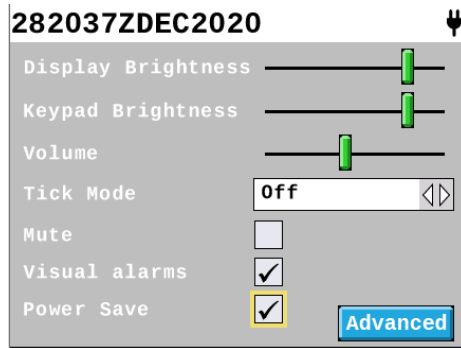 282037ZDEC2020
Display Brightness
Keypad Brightness
Volume
Tick Mode Off
Mute
Visual alarms
Power Save
Advanced